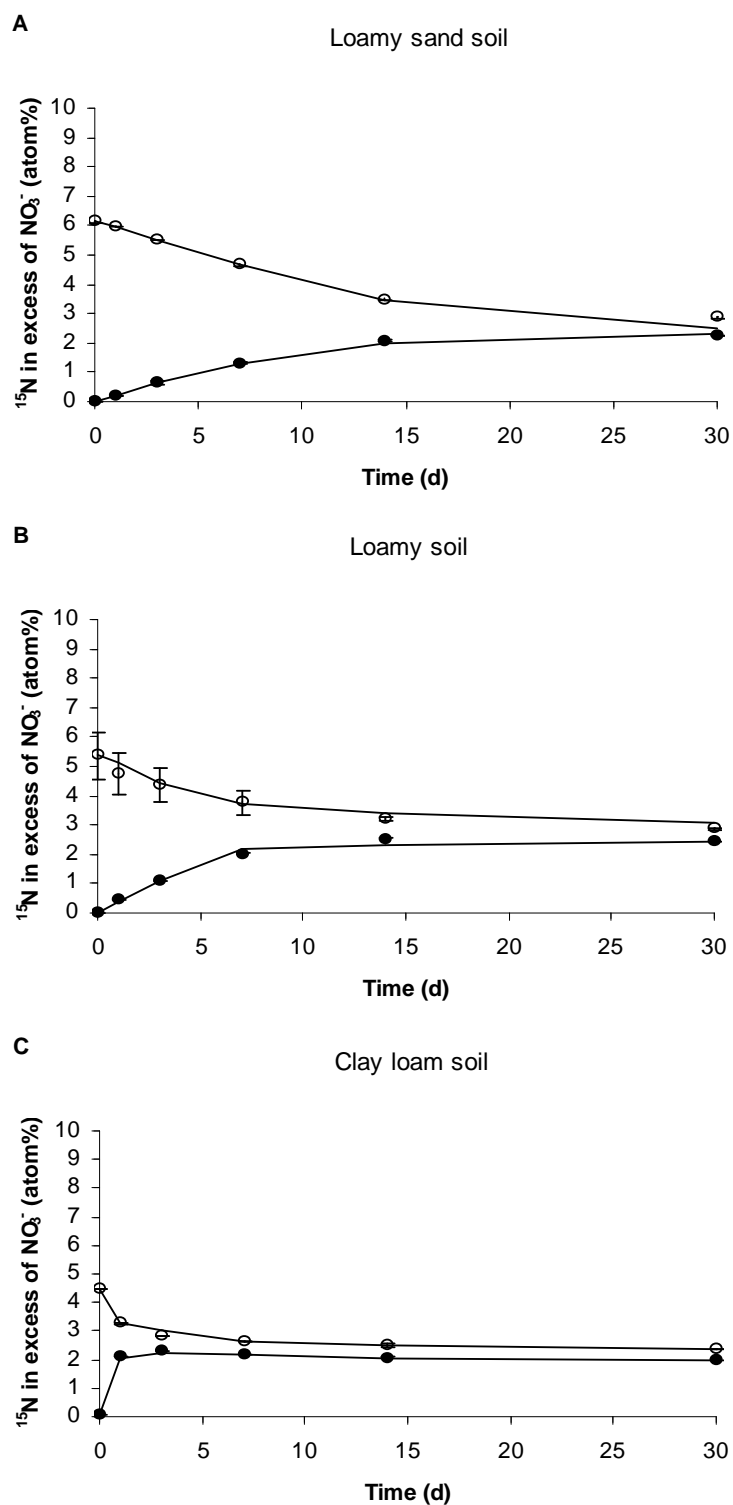 A
Loamy sand soil
¹⁵N in excess of NO₃⁻ (atom%)
10
9
8
7
6
5
4
3
2
1
0
0 5 10 15 20 25 30
Time (d)
B
Loamy soil
¹⁵N in excess of NO₃⁻ (atom%)
10
9
8
7
6
5
4
3
2
1
0
0 5 10 15 20 25 30
Time (d)
C
Clay loam soil
¹⁵N in excess of NO₃⁻ (atom%)
10
9
8
7
6
5
4
3
2
1
0
0 5 10 15 20 25 30
Time (d)